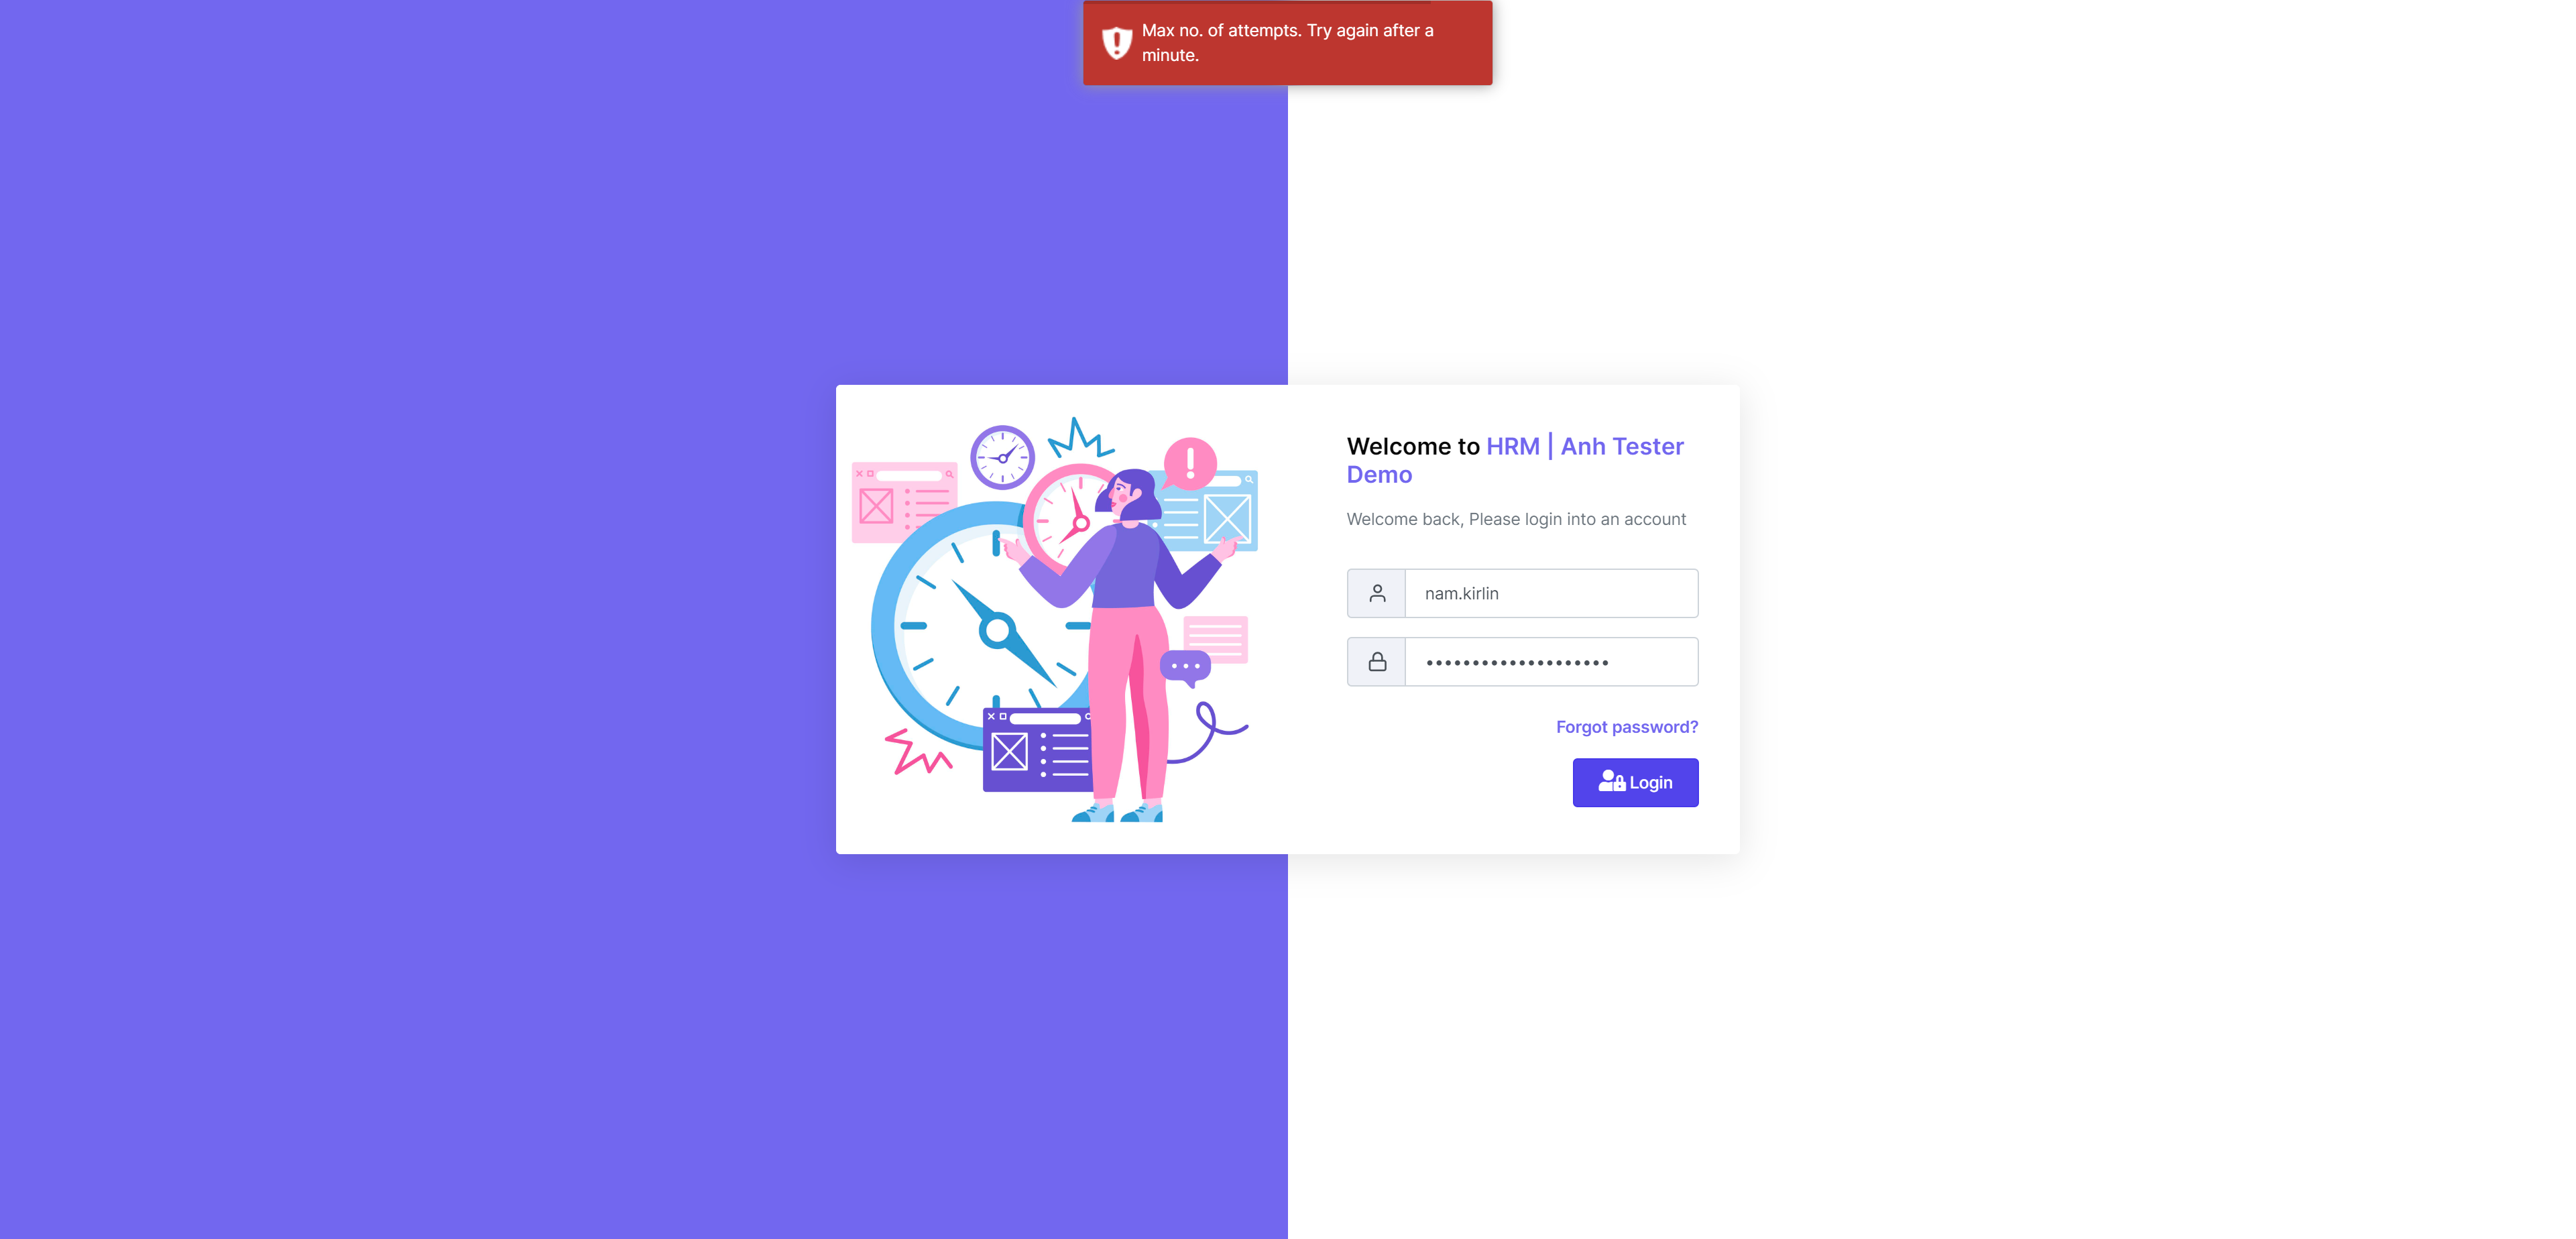 Max no. of attempts. Try again after a
minute.
Welcome to HRM | Anh Tester
Demo
Welcome back, Please login into an account
nam.kirlin
••••••••••••••••••••
Forgot password?
Login